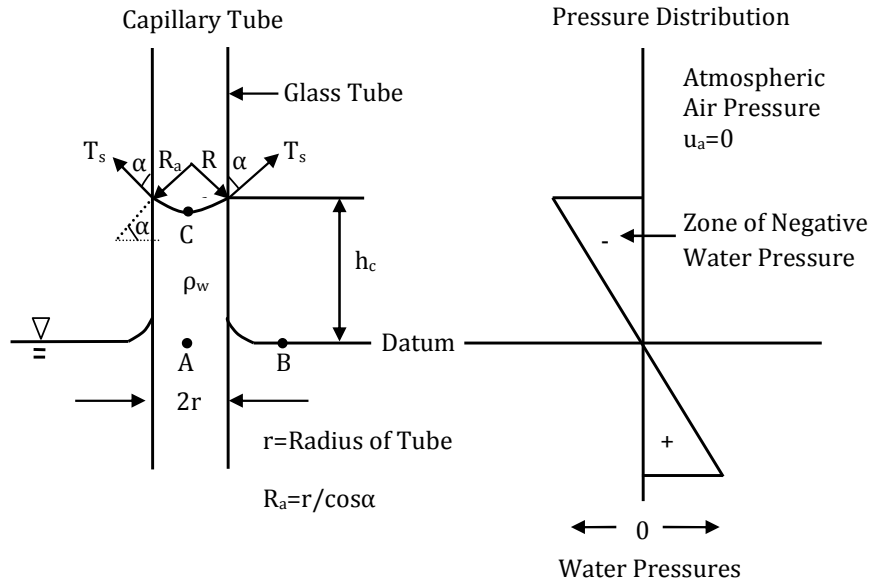 Capillary Tube
Pressure Distribution
Glass Tube
Atmospheric
Air Pressure
uₐ=0
Tₛ
α
Rₐ
R
α
Tₛ
α
C
h꜀
ρ_w
-
Zone of Negative
Water Pressure
A
B
Datum
2r
r=Radius of Tube
Rₐ=r/cosα
+
0
Water Pressures